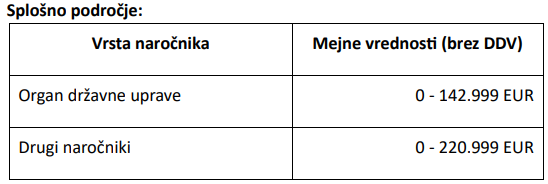 Splošno področje:
Vrsta naročnika Mejne vrednosti (brez DDV)
Organ državne uprave 0 - 142.999 EUR
Drugi naročniki 0 - 220.999 EUR